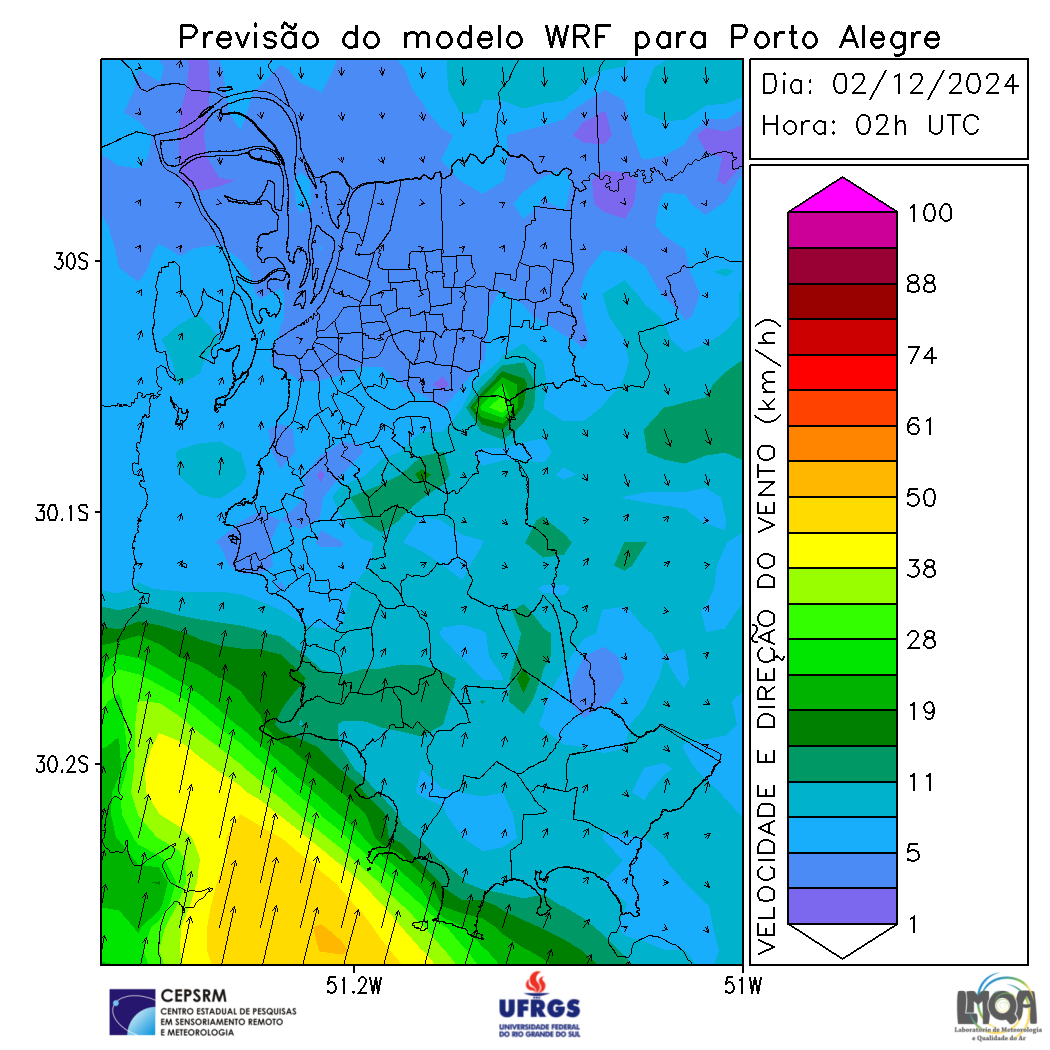 Previsão do modelo WRF para Porto Alegre
Dia: 02/12/2024
Hora: 02h UTC
30S
30.1S
30.2S
51.2W
51W
VELOCIDADE E DIREÇÃO DO VENTO (km/h)
100
88
74
61
50
38
28
19
11
5
1
CEPSRM
CENTRO ESTADUAL DE PESQUISAS
EM SENSORIAMENTO REMOTO
E METEOROLOGIA
UFRGS
UNIVERSIDADE FEDERAL
DO RIO GRANDE DO SUL
LMQA
Laboratório de Meteorologia
e Qualidade do Ar